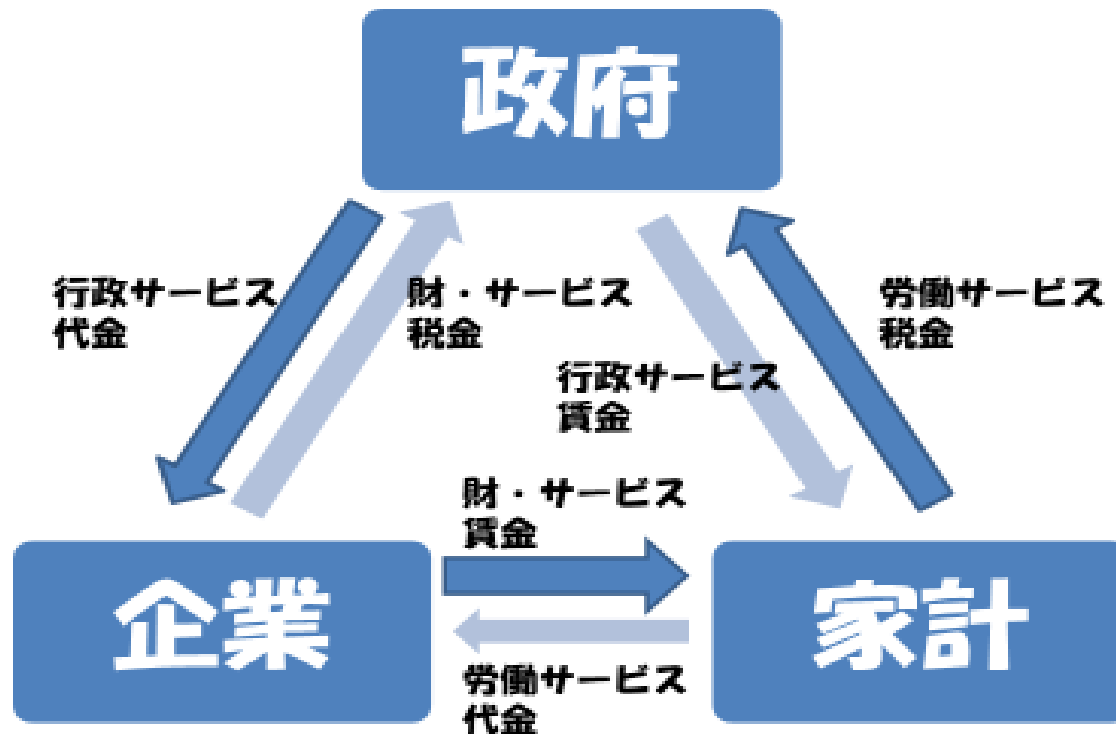 政府
行政サービス
代金
財・サービス
税金
行政サービス
賃金
労働サービス
税金
財・サービス
賃金
企業
家計
労働サービス
代金